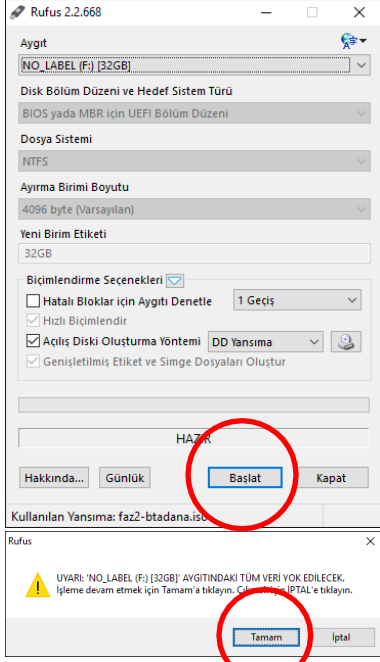 Rufus 2.2.668
Aygıt
NO_LABEL (F:) [32GB]
Disk Bölüm Düzeni ve Hedef Sistem Türü
BIOS yada MBR için UEFI Bölüm Düzeni
Dosya Sistemi
NTFS
Ayırma Birimi Boyutu
4096 byte (Varsayılan)
Yeni Birim Etiketi
32GB
Biçimlendirme Seçenekleri
Hatalı Bloklar için Aygıtı Denetle 1 Geçiş
Hızlı Biçimlendir
Açılış Diski Oluşturma Yöntemi DD Yansıma
Genişletilmiş Etiket ve Simge Dosyaları Oluştur
HAZIR
Hakkında... Günlük Başlat Kapat
Kullanılan Yansıma: faz2-btadana.iso
Rufus
UYARI: 'NO_LABEL (F:) [32GB]' AYGITINDAKİ TÜM VERİ YOK EDİLECEK.
İşleme devam etmek için Tamam'a tıklayın. Çıkmak için İPTAL'e tıklayın.
Tamam İptal